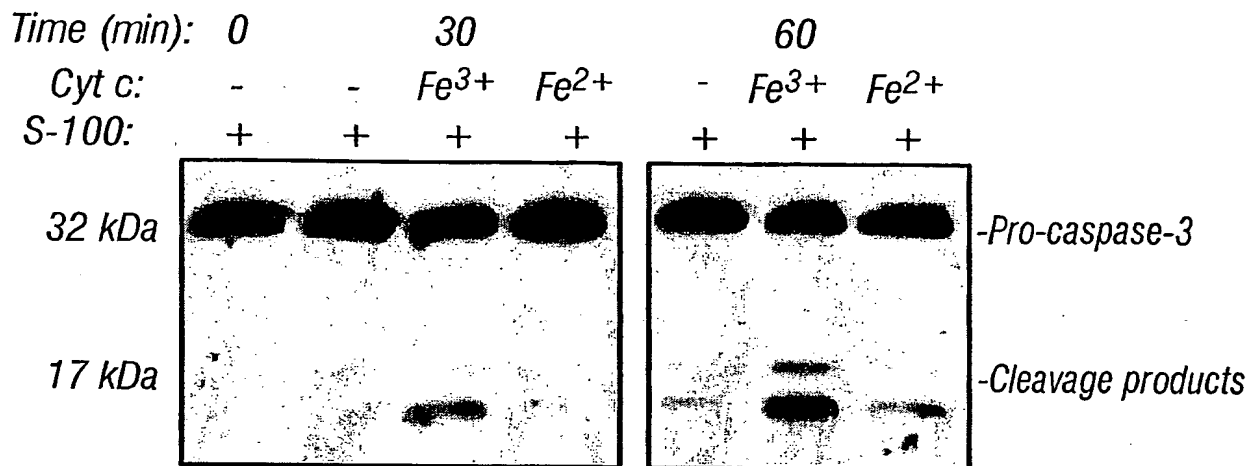 Time (min): 0 30 60
Cyt c: - - Fe3+ Fe2+ - Fe3+ Fe2+
S-100: + + + + + + +
32 kDa -Pro-caspase-3
17 kDa -Cleavage products